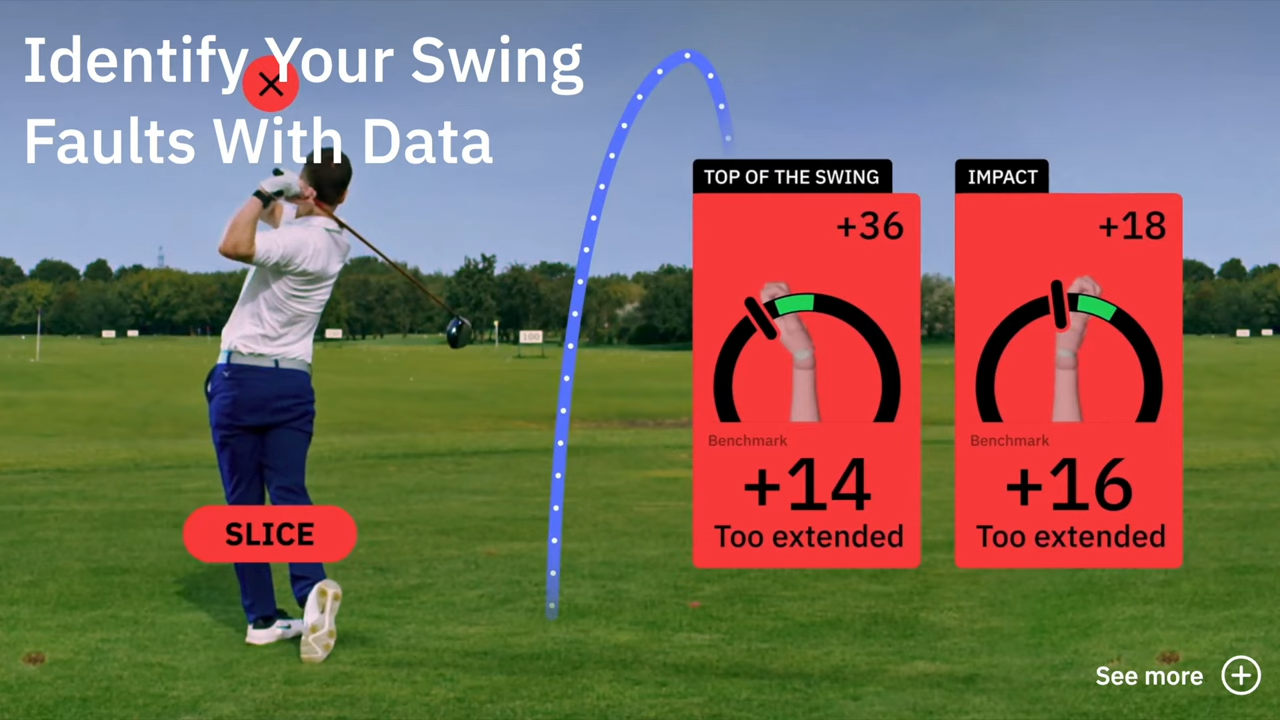 Identify Your Swing
Faults With Data
TOP OF THE SWING
+36
Benchmark
+14
Too extended
IMPACT
+18
Benchmark
+16
Too extended
SLICE
100
See more